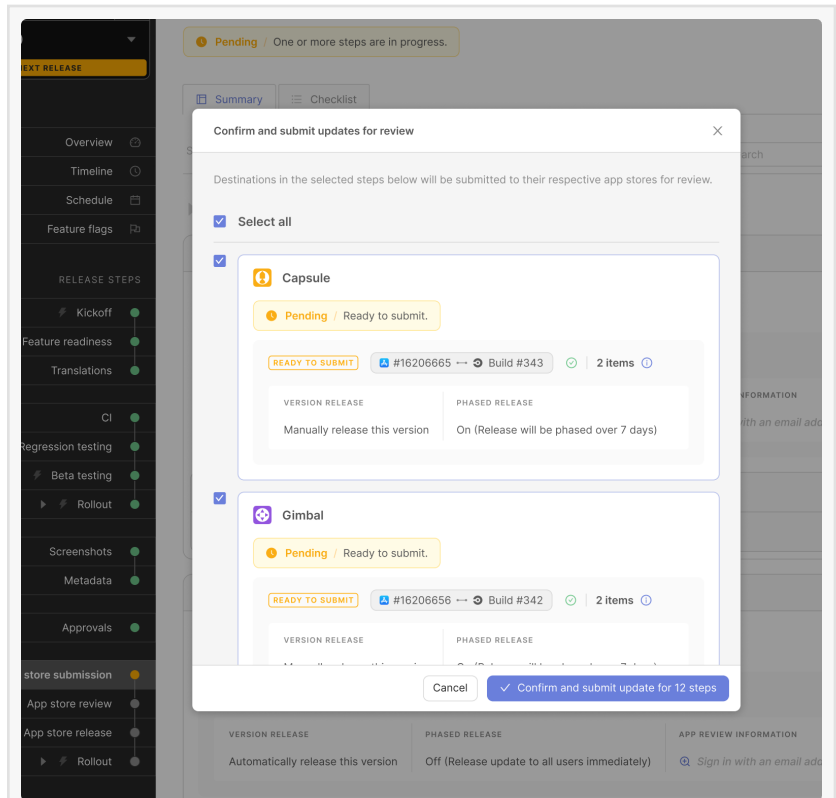 Pending / One or more steps are in progress.
NEXT RELEASE
Summary
Checklist
Confirm and submit updates for review
Overview
Timeline
Schedule
Feature flags
Destinations in the selected steps below will be submitted to their respective app stores for review.
Select all
RELEASE STEPS
Kickoff
Feature readiness
Translations
CI
Regression testing
Beta testing
Rollout
Screenshots
Metadata
Approvals
store submission
App store review
App store release
Rollout
Capsule
Pending / Ready to submit.
READY TO SUBMIT #16206665 Build #343 2 items
VERSION RELEASE PHASED RELEASE
Manually release this version On (Release will be phased over 7 days)
Gimbal
Pending / Ready to submit.
READY TO SUBMIT #16206656 Build #342 2 items
VERSION RELEASE PHASED RELEASE
Cancel
Confirm and submit update for 12 steps
VERSION RELEASE PHASED RELEASE APP REVIEW INFORMATION
Automatically release this version Off (Release update to all users immediately) Sign in with an email